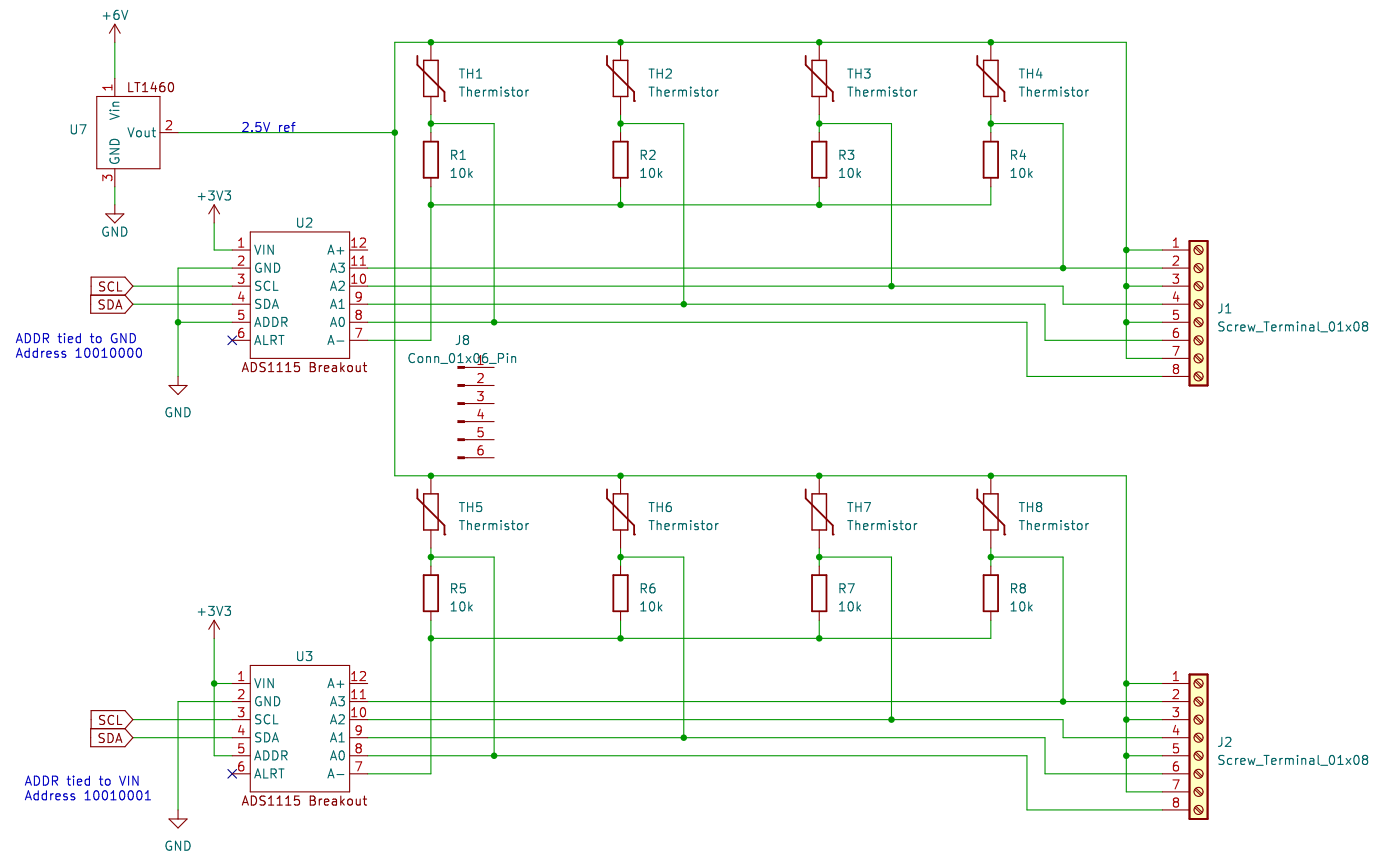 +6V
LT1460
U7
1
Vin
Vout
2
GND
3
GND
2.5V ref
TH1
Thermistor
TH2
Thermistor
TH3
Thermistor
TH4
Thermistor
R1
10k
R2
10k
R3
10k
R4
10k
+3V3
U2
1 VIN A+ 12
2 GND A3 11
3 SCL A2 10
4 SDA A1 9
5 ADDR A0 8
6 ALRT A- 7
ADS1115 Breakout
SCL
SDA
ADDR tied to GND
Address 10010000
GND
J8
Conn_01x06_Pin
1
2
3
4
5
6
1
2
3
4
5
6
7
8
J1
Screw_Terminal_01x08
TH5
Thermistor
TH6
Thermistor
TH7
Thermistor
TH8
Thermistor
R5
10k
R6
10k
R7
10k
R8
10k
+3V3
U3
1 VIN A+ 12
2 GND A3 11
3 SCL A2 10
4 SDA A1 9
5 ADDR A0 8
6 ALRT A- 7
ADS1115 Breakout
SCL
SDA
ADDR tied to VIN
Address 10010001
GND
1
2
3
4
5
6
7
8
J2
Screw_Terminal_01x08